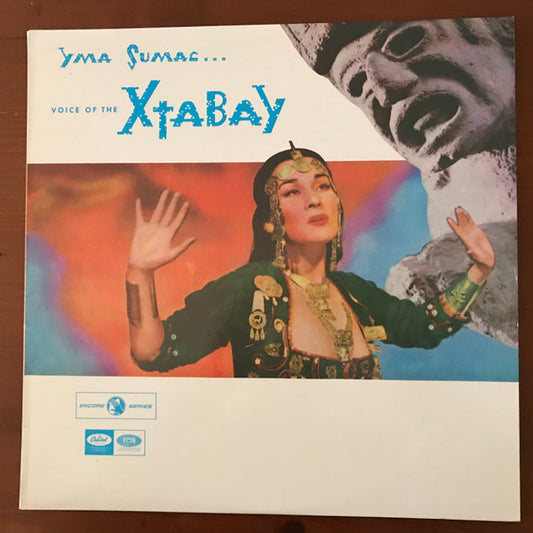 Yma Sumac...
VOICE OF THE XTABAY
ENCORE SERIES
Capitol EMI